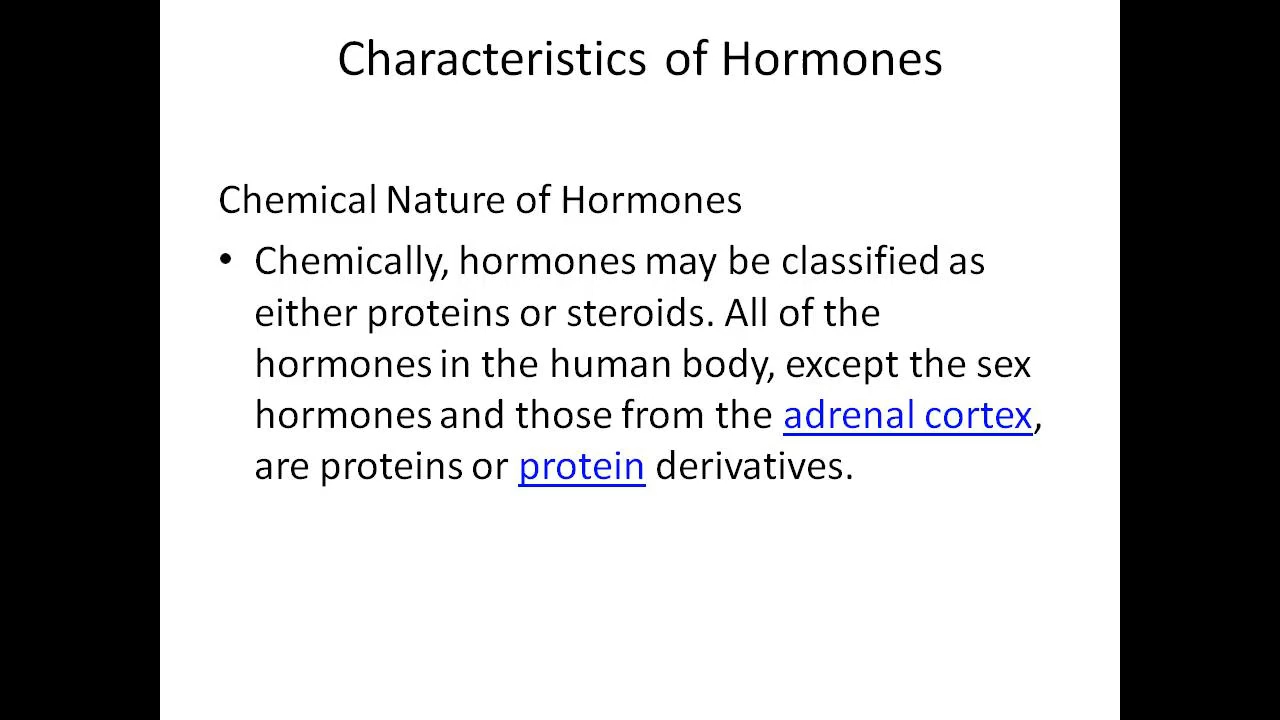 Characteristics of Hormones
Chemical Nature of Hormones
• Chemically, hormones may be classified as
either proteins or steroids. All of the
hormones in the human body, except the sex
hormones and those from the adrenal cortex,
are proteins or protein derivatives.